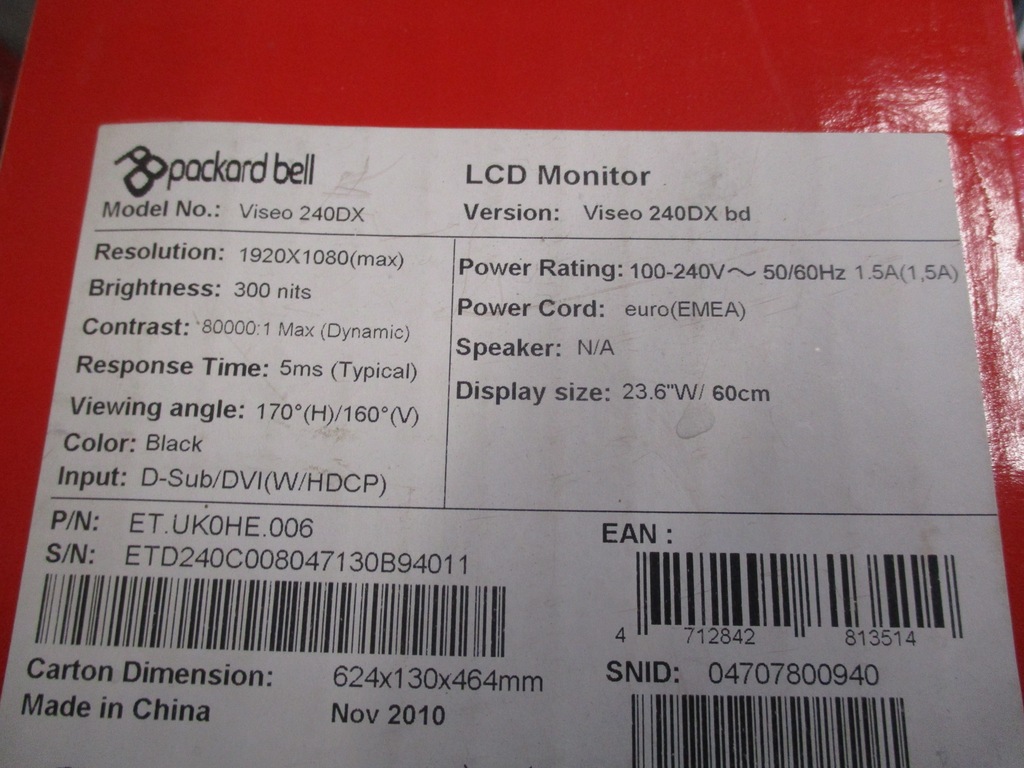 packard bell
LCD Monitor
Model No.: Viseo 240DX
Version: Viseo 240DX bd
Resolution: 1920X1080(max)
Brightness: 300 nits
Contrast: 80000:1 Max (Dynamic)
Response Time: 5ms (Typical)
Viewing angle: 170°(H)/160°(V)
Color: Black
Input: D-Sub/DVI(W/HDCP)
Power Rating: 100-240V～ 50/60Hz 1.5A(1,5A)
Power Cord: euro(EMEA)
Speaker: N/A
Display size: 23.6"W/ 60cm
P/N: ET.UK0HE.006
S/N: ETD240C008047130B94011
Carton Dimension: 624x130x464mm
Made in China Nov 2010
EAN :
4 712842 813514
SNID: 04707800940